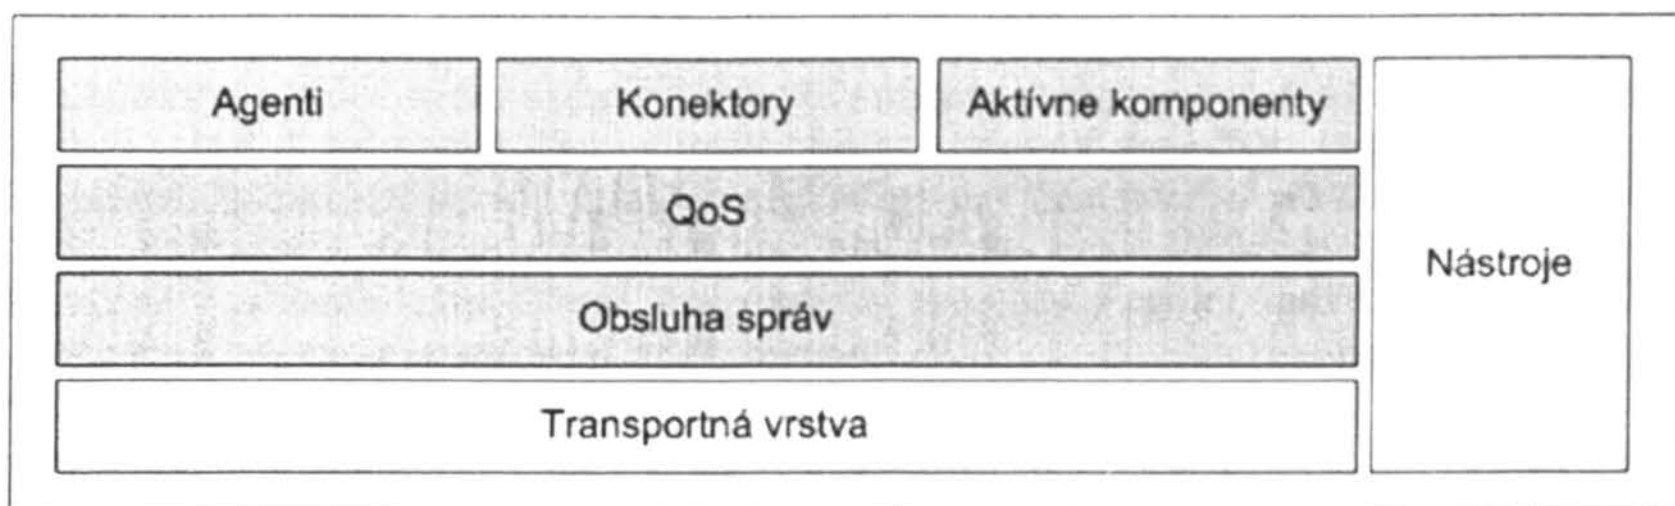 Agenti
Konektory
Aktívne komponenty
QoS
Obsluha správ
Transportná vrstva
Nástroje